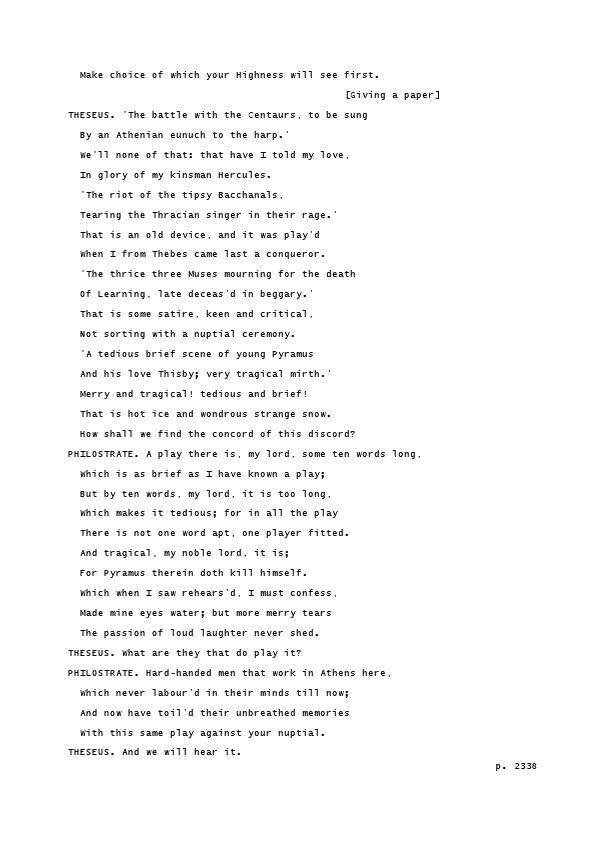 Make choice of which your Highness will see first.
[Giving a paper]
THESEUS. 'The battle with the Centaurs, to be sung
By an Athenian eunuch to the harp.'
We'll none of that: that have I told my love,
In glory of my kinsman Hercules.
'The riot of the tipsy Bacchanals,
Tearing the Thracian singer in their rage.'
That is an old device, and it was play'd
When I from Thebes came last a conqueror.
'The thrice three Muses mourning for the death
Of Learning, late deceas'd in beggary.'
That is some satire, keen and critical,
Not sorting with a nuptial ceremony.
'A tedious brief scene of young Pyramus
And his love Thisby; very tragical mirth.'
Merry and tragical! tedious and brief!
That is hot ice and wondrous strange snow.
How shall we find the concord of this discord?
PHILOSTRATE. A play there is, my lord, some ten words long,
Which is as brief as I have known a play;
But by ten words, my lord, it is too long,
Which makes it tedious; for in all the play
There is not one word apt, one player fitted.
And tragical, my noble lord, it is;
For Pyramus therein doth kill himself.
Which when I saw rehears'd, I must confess,
Made mine eyes water; but more merry tears
The passion of loud laughter never shed.
THESEUS. What are they that do play it?
PHILOSTRATE. Hard-handed men that work in Athens here,
Which never labour'd in their minds till now;
And now have toil'd their unbreathed memories
With this same play against your nuptial.
THESEUS. And we will hear it.
p. 2338